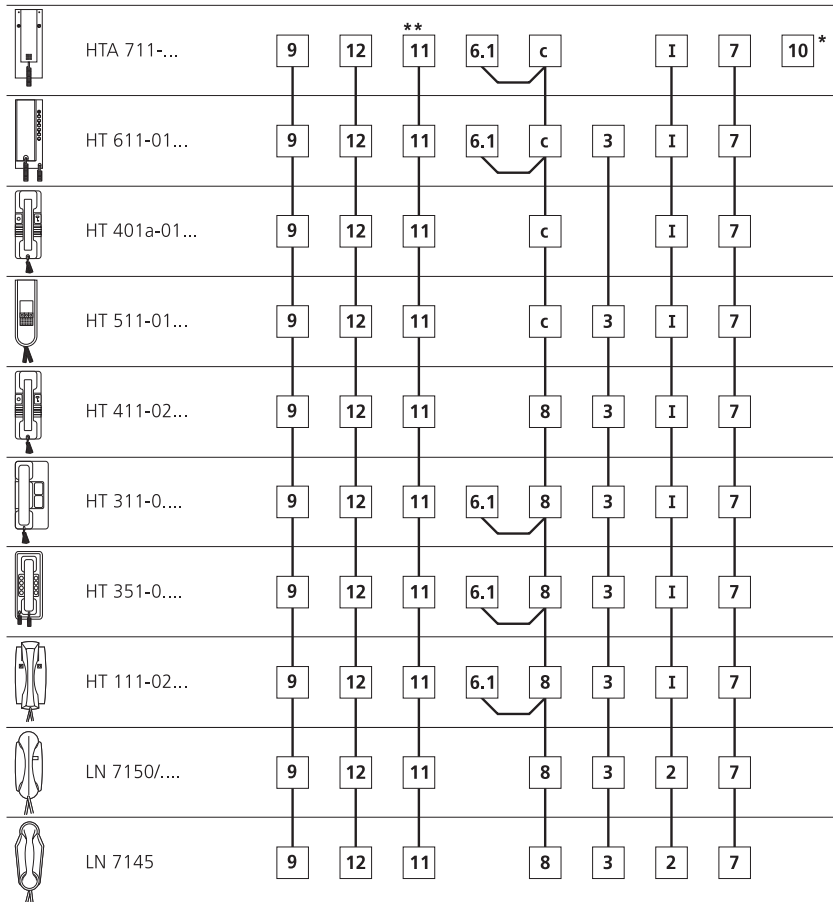 **
HTA 711-... 9 12 11 6.1 c I 7 10 *
HT 611-01... 9 12 11 6.1 c 3 I 7
HT 401a-01... 9 12 11 c I 7
HT 511-01... 9 12 11 c 3 I 7
HT 411-02... 9 12 11 8 3 I 7
HT 311-0.... 9 12 11 6.1 8 3 I 7
HT 351-0.... 9 12 11 6.1 8 3 I 7
HT 111-02... 9 12 11 6.1 8 3 I 7
LN 7150/.... 9 12 11 8 3 2 7
LN 7145 9 12 11 8 3 2 7